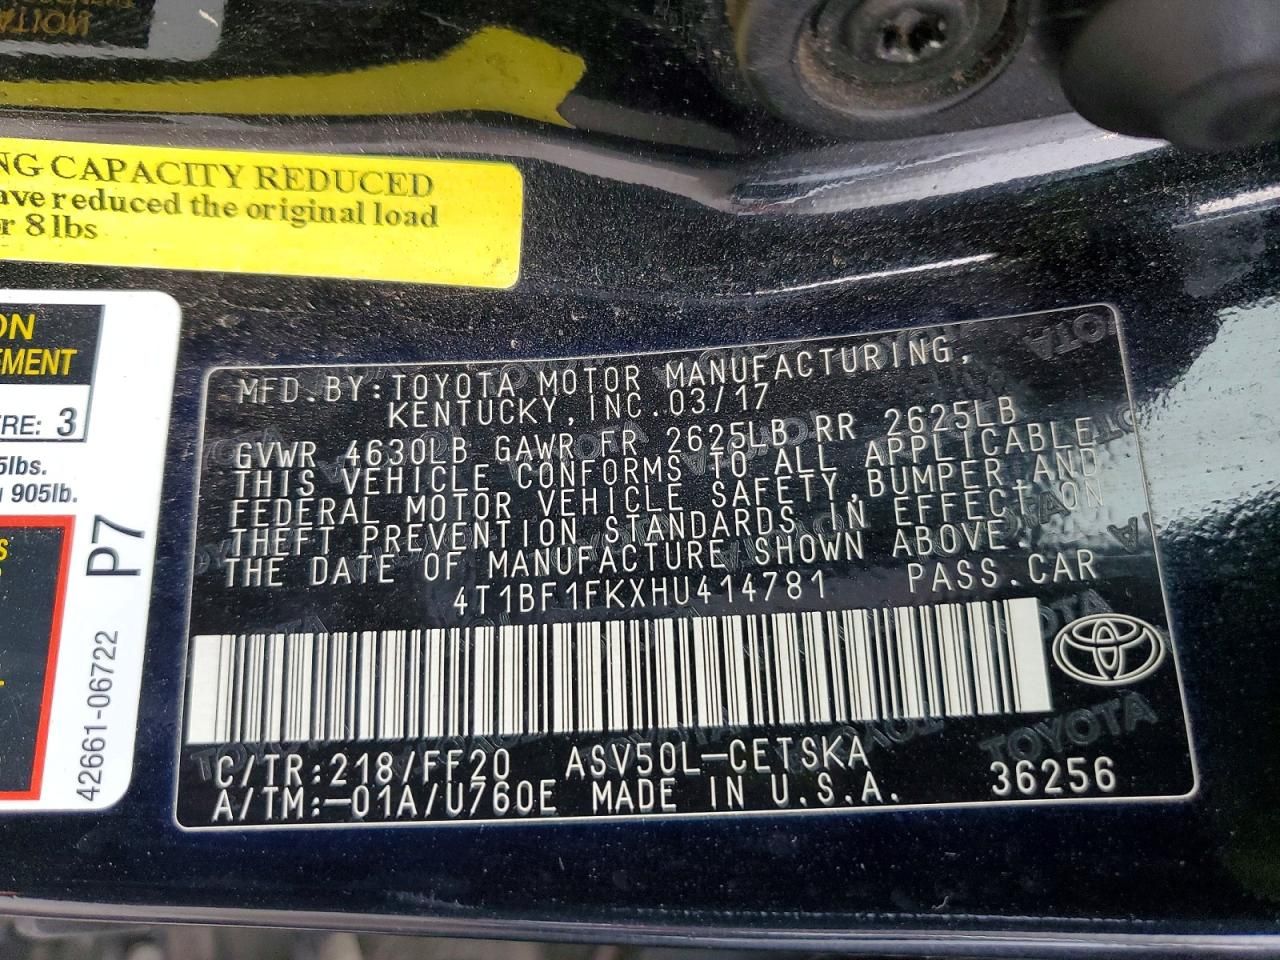 NG CAPACITY REDUCED
ave reduced the original load
r 8 lbs
ON
EMENT
RE: 3
5lbs.
905lb.
P7
42661-06722
MFD. BY: TOYOTA MOTOR MANUFACTURING,
KENTUCKY, INC. 03/17
GVWR 4630LB GAWR FR 2625LB RR 2625LB
THIS VEHICLE CONFORMS TO ALL APPLICABLE
FEDERAL MOTOR VEHICLE SAFETY, BUMPER, AND
THEFT PREVENTION STANDARDS IN EFFECT ON
THE DATE OF MANUFACTURE SHOWN ABOVE.
4T1BF1FKXHU414781 PASS. CAR
C/TR: 218/FF20 ASV50L-CETSKA
A/TM: -01A/U760E MADE IN U.S.A. 36256
TOYOTA